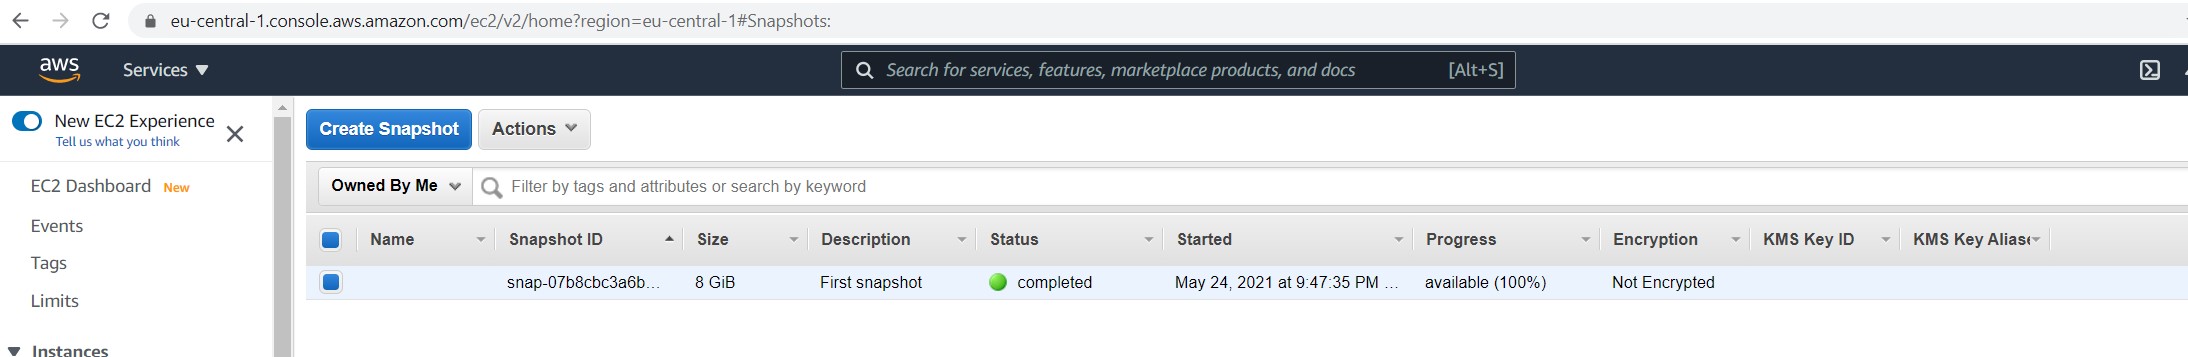 eu-central-1.console.aws.amazon.com/ec2/v2/home?region=eu-central-1#Snapshots:
aws Services Search for services, features, marketplace products, and docs [Alt+S]
New EC2 Experience
Tell us what you think
EC2 Dashboard New
Events
Tags
Limits
Instances
Create Snapshot Actions
Owned By Me Filter by tags and attributes or search by keyword
Name Snapshot ID Size Description Status Started Progress Encryption KMS Key ID KMS Key Alias
snap-07b8cbc3a6b... 8 GiB First snapshot completed May 24, 2021 at 9:47:35 PM ... available (100%) Not Encrypted